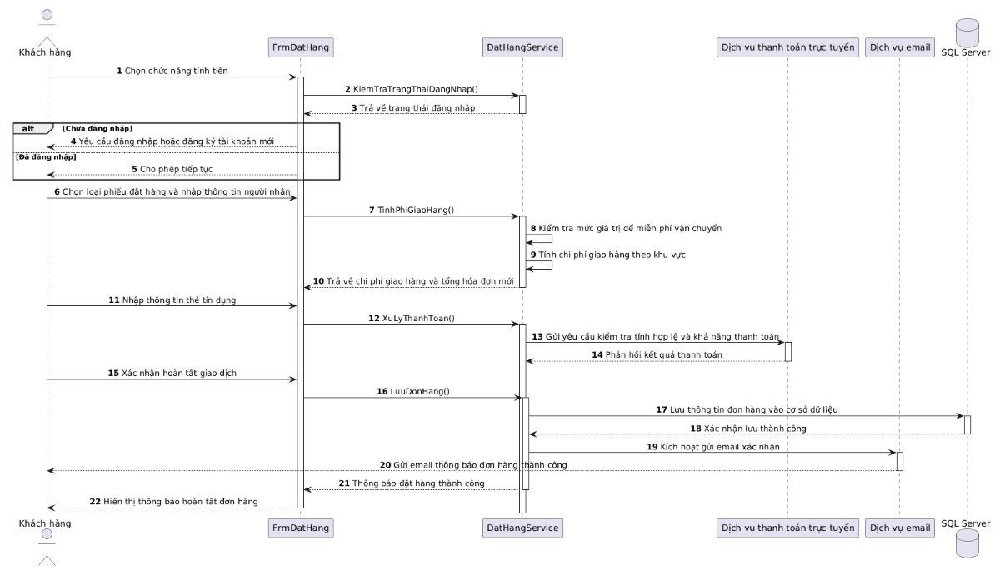 Khách hàng
FrmDatHang
DatHangService
Dịch vụ thanh toán trực tuyến
Dịch vụ email
SQL Server
1 Chọn chức năng tính tiền
2 KiemTraTrangThaiDangNhap()
3 Trả về trạng thái đăng nhập
alt [Chưa đăng nhập]
4 Yêu cầu đăng nhập hoặc đăng ký tài khoản mới
[Đã đăng nhập]
5 Cho phép tiếp tục
6 Chọn loại phiếu đặt hàng và nhập thông tin người nhận
7 TinhPhiGiaoHang()
8 Kiểm tra mức giá trị để miễn phí vận chuyển
9 Tính chi phí giao hàng theo khu vực
10 Trả về chi phí giao hàng và tổng hóa đơn mới
11 Nhập thông tin thẻ tín dụng
12 XuLyThanhToan()
13 Gửi yêu cầu kiểm tra tính hợp lệ và khả năng thanh toán
14 Phản hồi kết quả thanh toán
15 Xác nhận hoàn tất giao dịch
16 LuuDonHang()
17 Lưu thông tin đơn hàng vào cơ sở dữ liệu
18 Xác nhận lưu thành công
19 Kích hoạt gửi email xác nhận
20 Gửi email thông báo đơn hàng thành công
21 Thông báo đặt hàng thành công
22 Hiển thị thông báo hoàn tất đơn hàng
Khách hàng
FrmDatHang
DatHangService
Dịch vụ thanh toán trực tuyến
Dịch vụ email
SQL Server